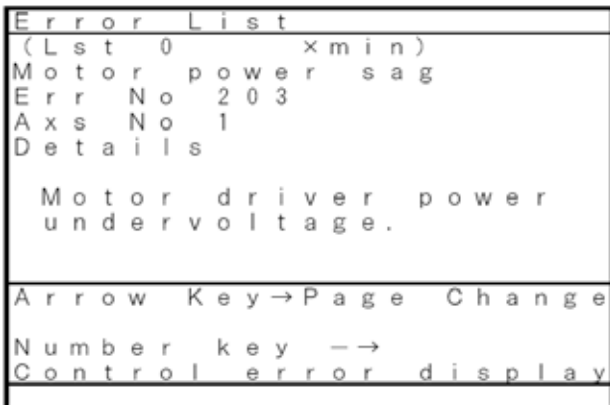 Error List
(Lst 0 ×min)
Motor power sag
Err No 203
Axs No 1
Details
Motor driver power
undervoltage.
Arrow Key→Page Change
Number key －→
Control error display